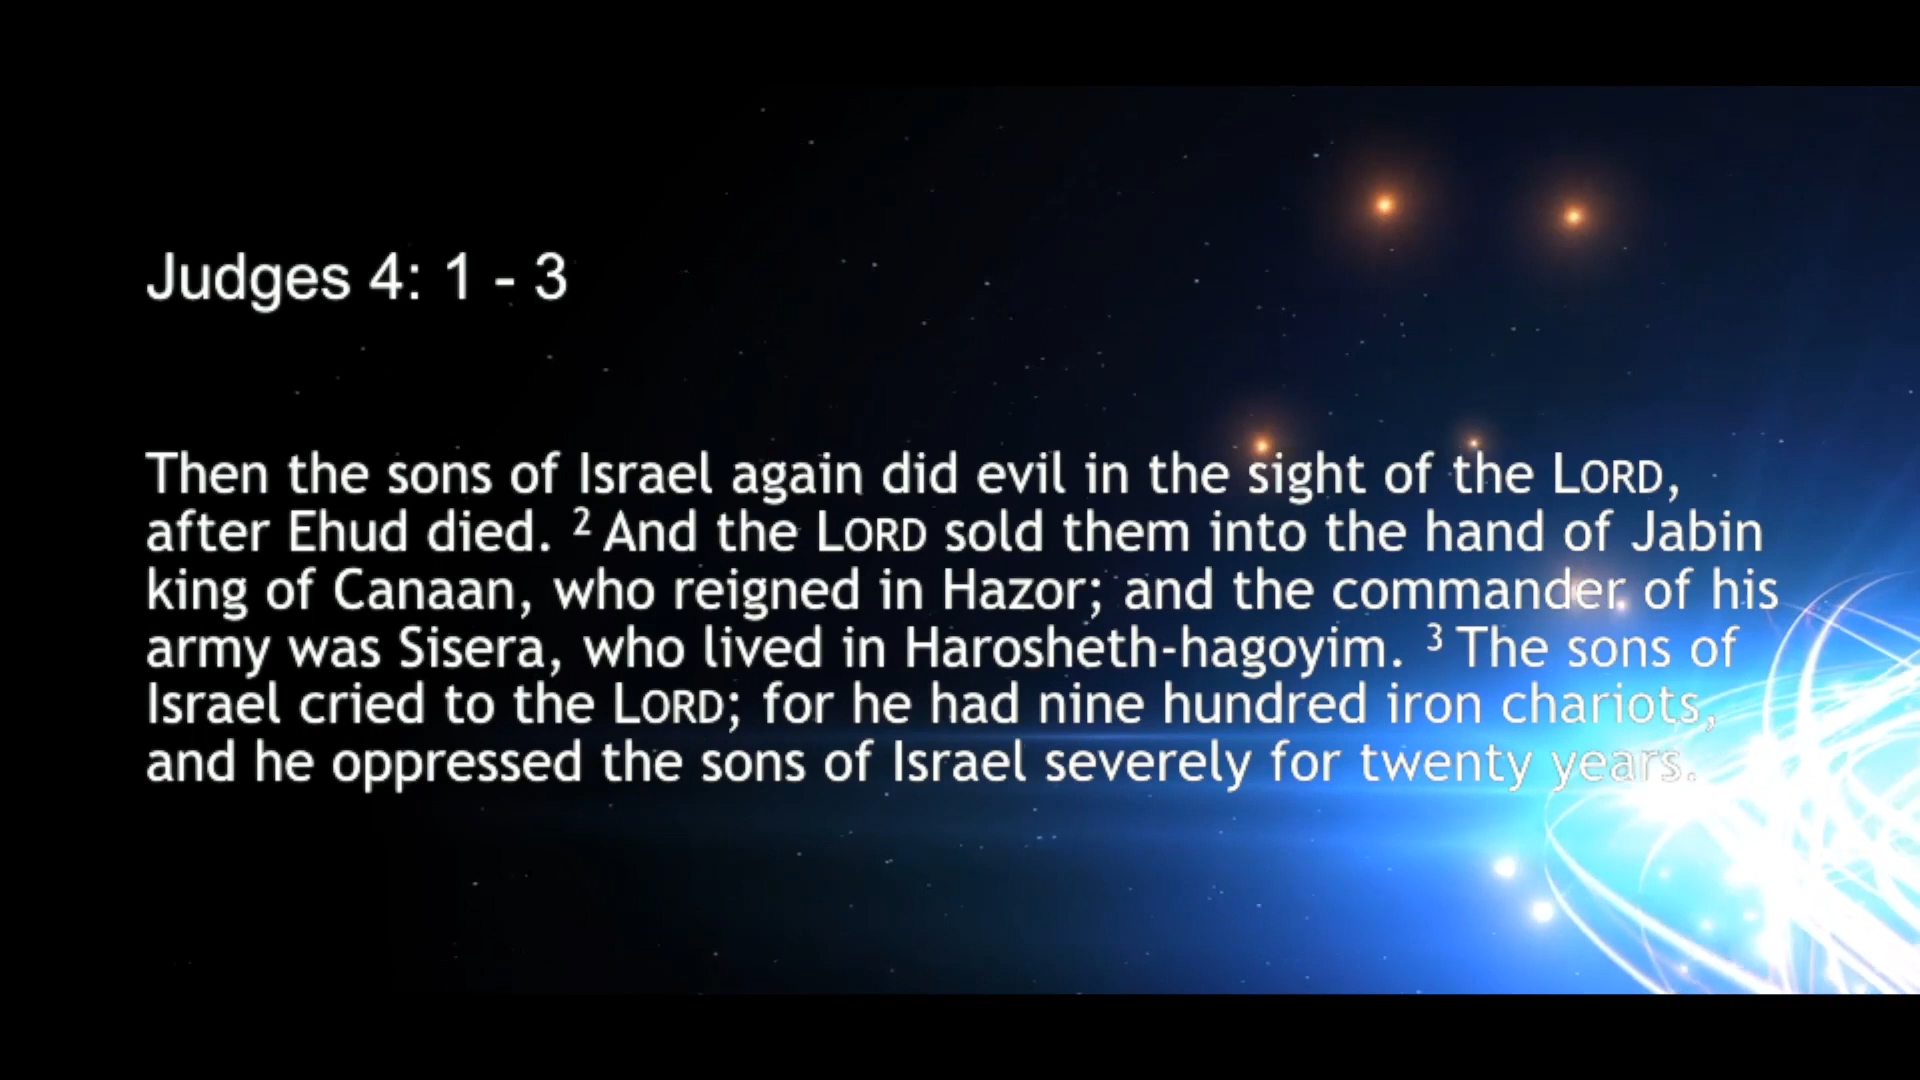 Judges 4: 1 - 3
Then the sons of Israel again did evil in the sight of the LORD,
after Ehud died. ² And the LORD sold them into the hand of Jabin
king of Canaan, who reigned in Hazor; and the commander of his
army was Sisera, who lived in Harosheth-hagoyim. ³ The sons of
Israel cried to the LORD; for he had nine hundred iron chariots,
and he oppressed the sons of Israel severely for twenty years.